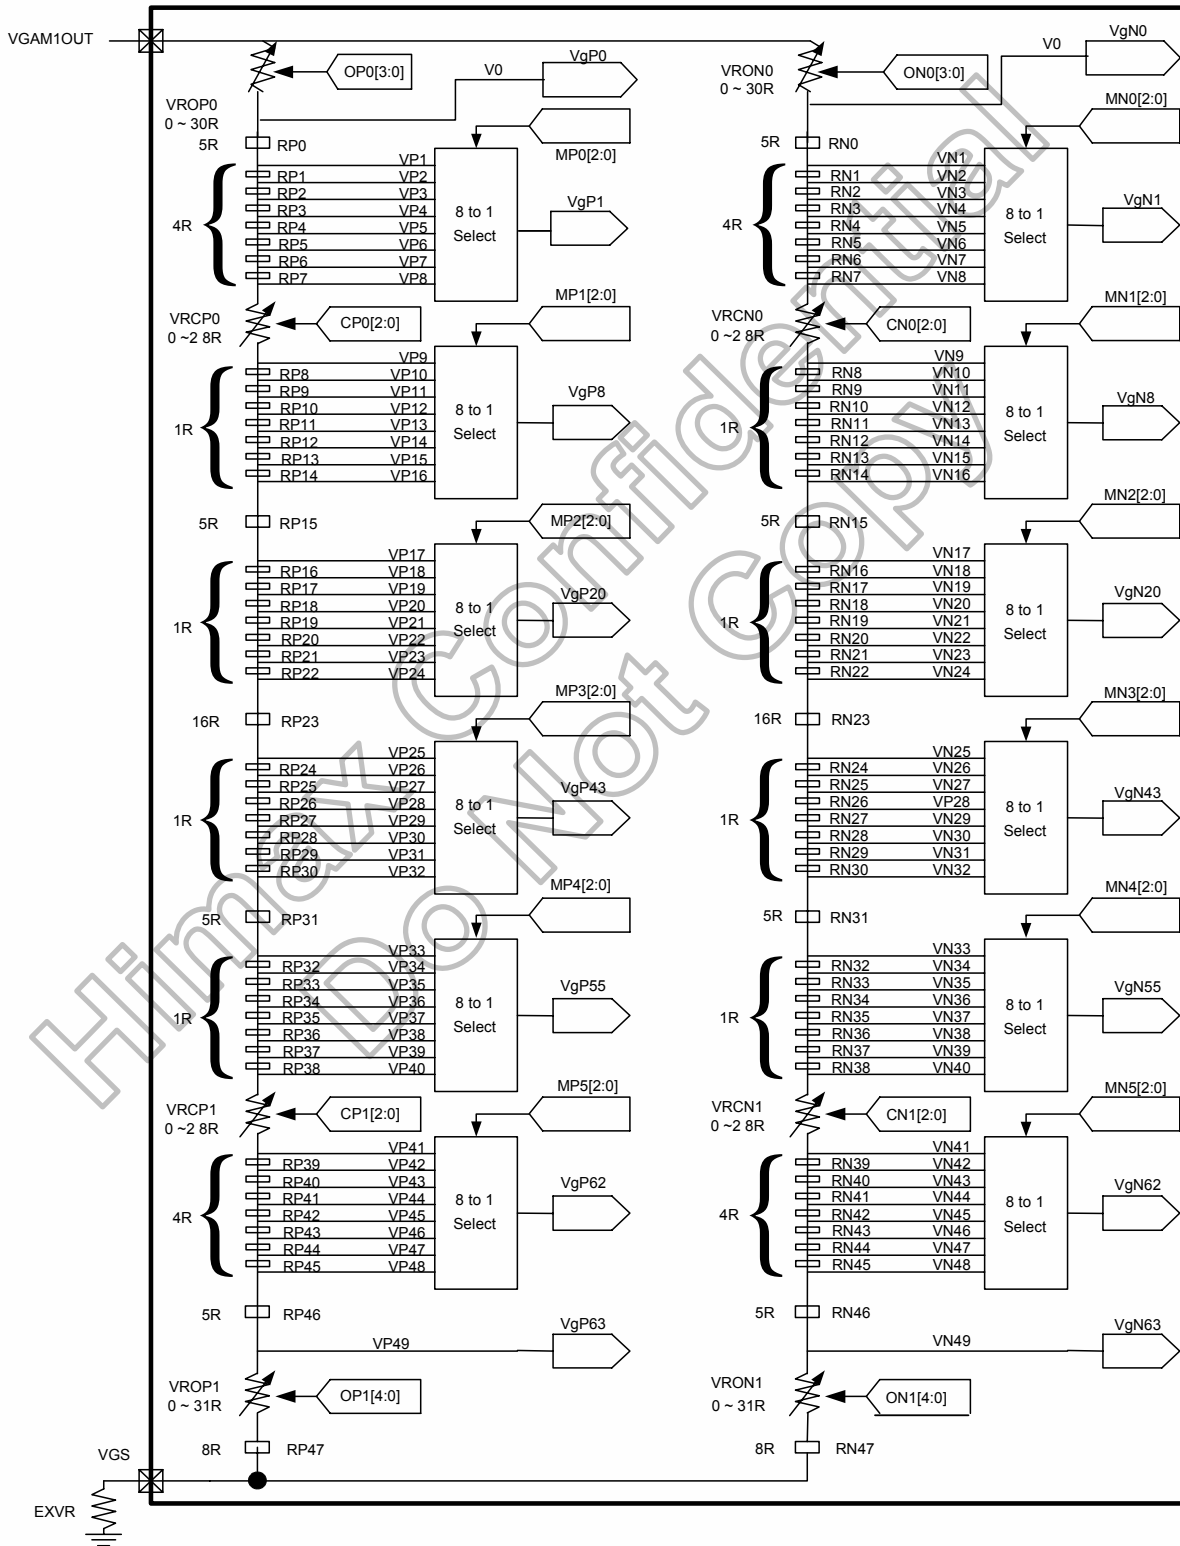 VGAM1OUT
VROP0
0 ~ 30R
OP0[3:0]
V0
VgP0
5R
RP0
MP0[2:0]
4R
RP1
RP2
RP3
RP4
RP5
RP6
RP7
VP1
VP2
VP3
VP4
VP5
VP6
VP7
VP8
8 to 1
Select
VgP1
VRCP0
0 ~2 8R
CP0[2:0]
MP1[2:0]
1R
RP8
RP9
RP10
RP11
RP12
RP13
RP14
VP9
VP10
VP11
VP12
VP13
VP14
VP15
VP16
8 to 1
Select
VgP8
5R
RP15
MP2[2:0]
1R
RP16
RP17
RP18
RP19
RP20
RP21
RP22
VP17
VP18
VP19
VP20
VP21
VP22
VP23
VP24
8 to 1
Select
VgP20
16R
RP23
MP3[2:0]
1R
RP24
RP25
RP26
RP27
RP28
RP29
RP30
VP25
VP26
VP27
VP28
VP29
VP30
VP31
VP32
8 to 1
Select
VgP43
5R
RP31
MP4[2:0]
1R
RP32
RP33
RP34
RP35
RP36
RP37
RP38
VP33
VP34
VP35
VP36
VP37
VP38
VP39
VP40
8 to 1
Select
VgP55
VRCP1
0 ~2 8R
CP1[2:0]
MP5[2:0]
4R
RP39
RP40
RP41
RP42
RP43
RP44
RP45
VP41
VP42
VP43
VP44
VP45
VP46
VP47
VP48
8 to 1
Select
VgP62
5R
RP46
VP49
VgP63
VROP1
0 ~ 31R
OP1[4:0]
8R
RP47
VGS
EXVR
VRON0
0 ~ 30R
ON0[3:0]
V0
VgN0
5R
RN0
MN0[2:0]
4R
RN1
RN2
RN3
RN4
RN5
RN6
RN7
VN1
VN2
VN3
VN4
VN5
VN6
VN7
VN8
8 to 1
Select
VgN1
VRCN0
0 ~2 8R
CN0[2:0]
MN1[2:0]
1R
RN8
RN9
RN10
RN11
RN12
RN13
RN14
VN9
VN10
VN11
VN12
VN13
VN14
VN15
VN16
8 to 1
Select
VgN8
5R
RN15
MN2[2:0]
1R
RN16
RN17
RN18
RN19
RN20
RN21
RN22
VN17
VN18
VN19
VN20
VN21
VN22
VN23
VN24
8 to 1
Select
VgN20
16R
RN23
MN3[2:0]
1R
RN24
RN25
RN26
RN27
RN28
RN29
RN30
VN25
VN26
VN27
VP28
VN29
VN30
VN31
VN32
8 to 1
Select
VgN43
5R
RN31
MN4[2:0]
1R
RN32
RN33
RN34
RN35
RN36
RN37
RN38
VN33
VN34
VN35
VN36
VN37
VN38
VN39
VN40
8 to 1
Select
VgN55
VRCN1
0 ~2 8R
CN1[2:0]
MN5[2:0]
4R
RN39
RN40
RN41
RN42
RN43
RN44
RN45
VN41
VN42
VN43
VN44
VN45
VN46
VN47
VN48
8 to 1
Select
VgN62
5R
RN46
VN49
VgN63
VRON1
0 ~ 31R
ON1[4:0]
8R
RN47
Himax Confidential
Do Not Copy